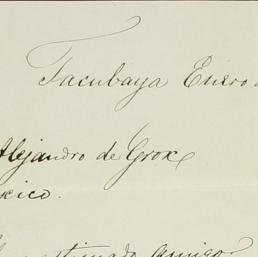 Tacubaya Enero
Alejandro de Grox
xico.
estimado amigo